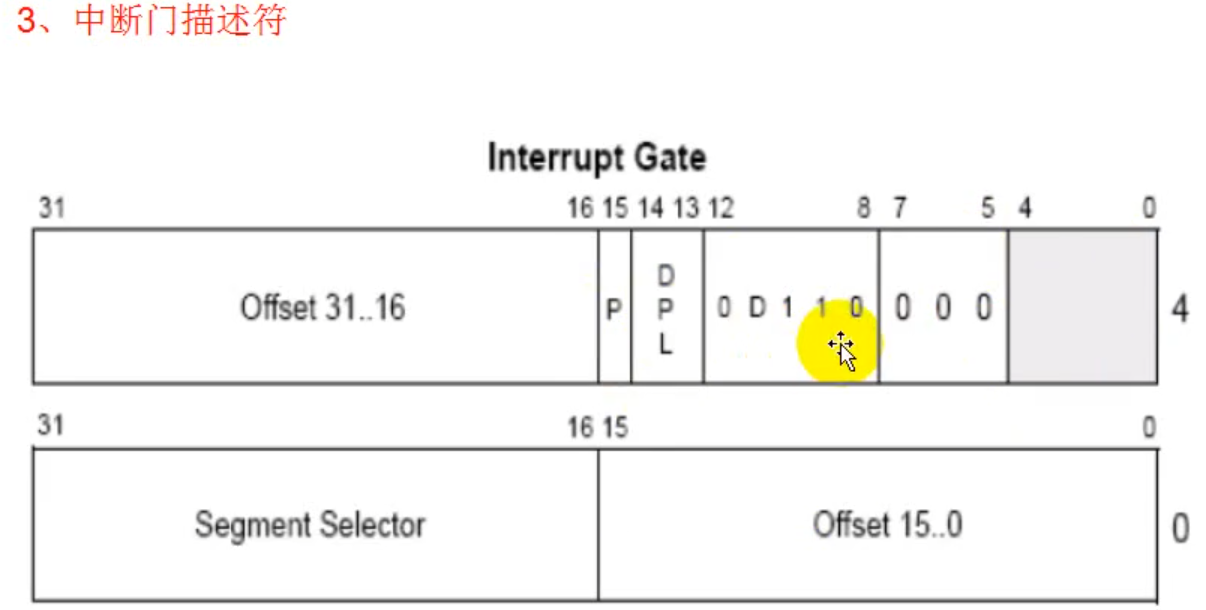 3、中断门描述符
Interrupt Gate
31 16 15 14 13 12 8 7 5 4 0
Offset 31..16 P DPL 0 D 1 1 0 0 0 0 4
31 16 15 0
Segment Selector Offset 15..0 0